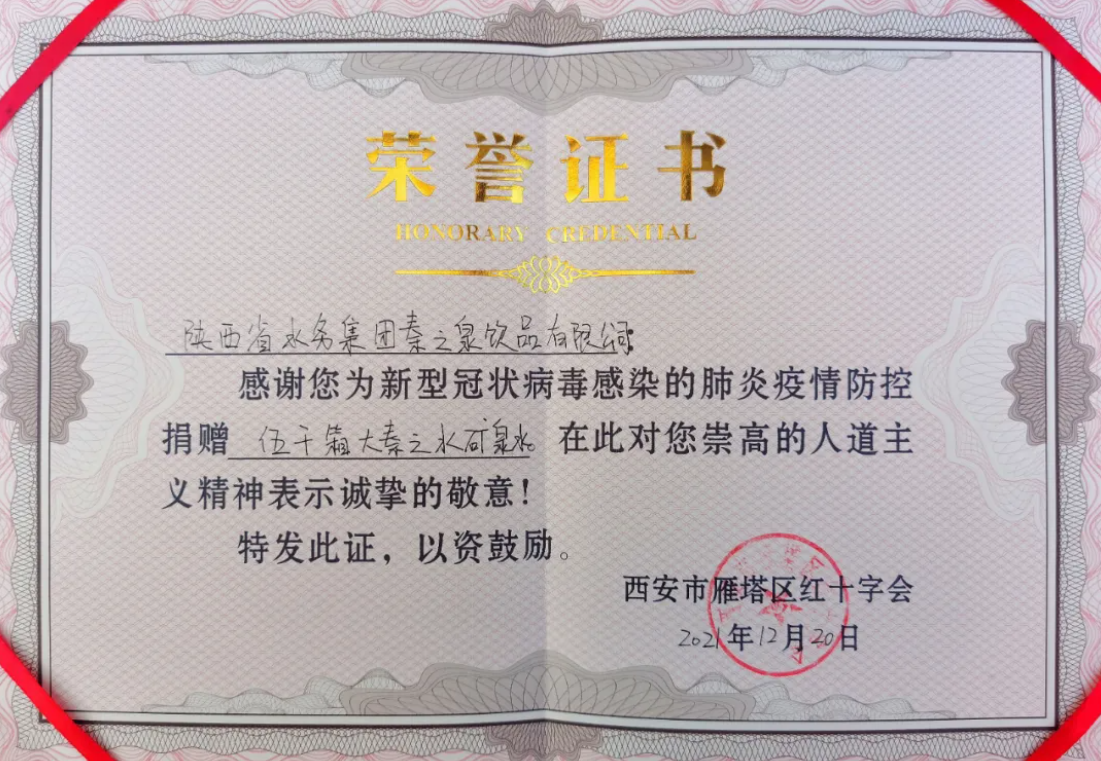 荣誉证书
HONORARY CREDENTIAL
陕西省水务集团秦之泉饮品有限公司:
感谢您为新型冠状病毒感染的肺炎疫情防控
捐赠 伍千箱大秦之水矿泉水。在此对您崇高的人道主
义精神表示诚挚的敬意!
特发此证,以资鼓励。
西安市雁塔区红十字会
2021年12月20日